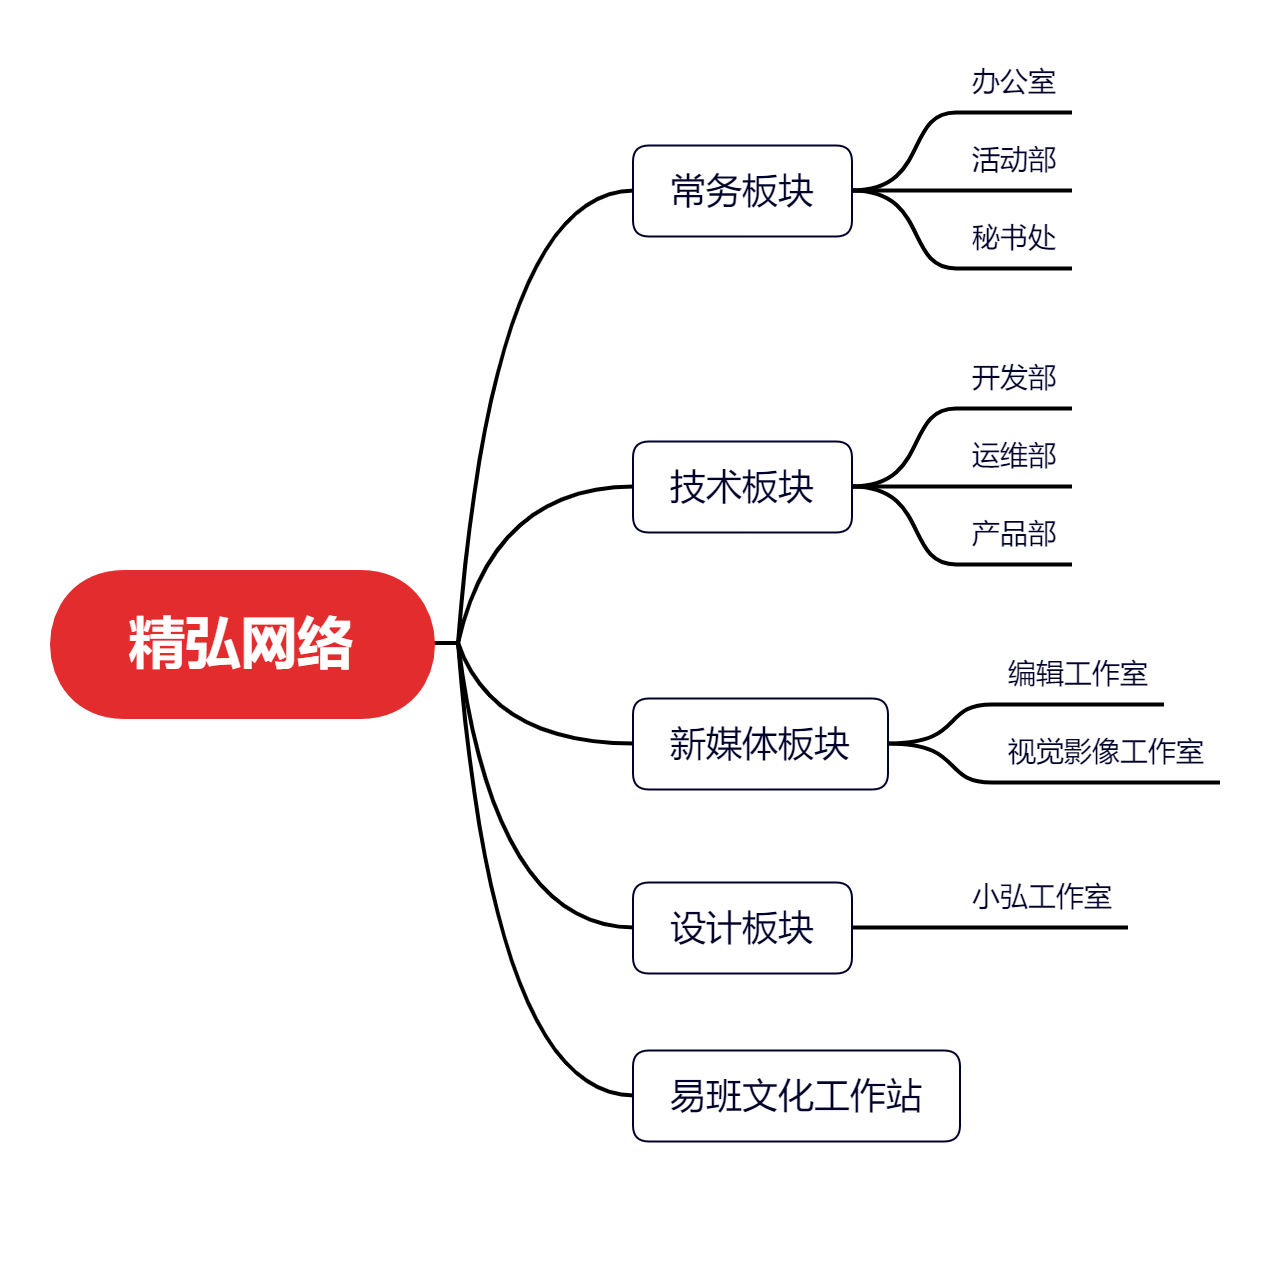 精弘网络
常务板块
办公室
活动部
秘书处
技术板块
开发部
运维部
产品部
新媒体板块
编辑工作室
视觉影像工作室
设计板块
小弘工作室
易班文化工作站